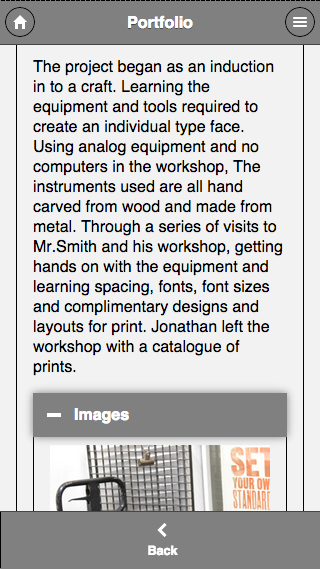 Portfolio
The project began as an induction
in to a craft. Learning the
equipment and tools required to
create an individual type face.
Using analog equipment and no
computers in the workshop, The
instruments used are all hand
carved from wood and made from
metal. Through a series of visits to
Mr.Smith and his workshop, getting
hands on with the equipment and
learning spacing, fonts, font sizes
and complimentary designs and
layouts for print. Jonathan left the
workshop with a catalogue of
prints.
Images
SET
YOUR OWN
STANDARD
Back